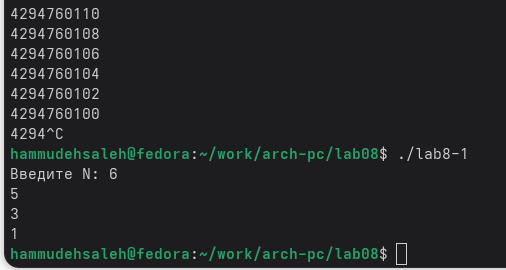 4294760110
4294760108
4294760106
4294760104
4294760102
4294760100
4294^C
hammudehsaleh@fedora:~/work/arch-pc/lab08$ ./lab8-1
Введите N: 6
5
3
1
hammudehsaleh@fedora:~/work/arch-pc/lab08$